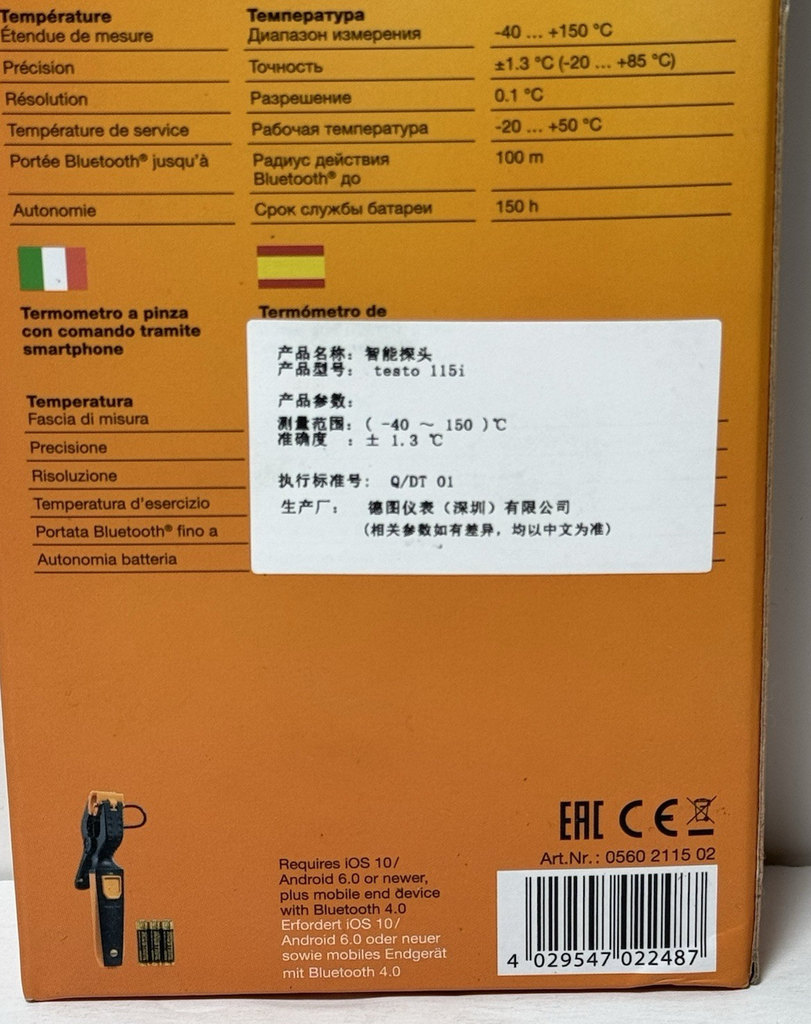 Température
Étendue de mesure
Précision
Résolution
Température de service
Portée Bluetooth® jusqu'à
Autonomie
Температура
Диапазон измерения
Точность
Разрешение
Рабочая температура
Радиус действия
Bluetooth® до
Срок службы батареи
-40 ... +150 °C
±1.3 °C (-20 ... +85 °C)
0.1 °C
-20 ... +50 °C
100 m
150 h
Termometro a pinza
con comando tramite
smartphone
Temperatura
Fascia di misura
Precisione
Risoluzione
Temperatura d'esercizio
Portata Bluetooth® fino a
Autonomia batteria
Termómetro de
产品名称：智能探头
产品型号： testo 115i
产品参数：
测量范围：( -40 ～ 150 )℃
准确度 ：± 1.3 ℃
执行标准号： Q/DT 01
生产厂： 德图仪表（深圳）有限公司
(相关参数如有差异，均以中文为准)
EAC CE
Art.Nr.: 0560 2115 02
Requires iOS 10/
Android 6.0 or newer,
plus mobile end device
with Bluetooth 4.0
Erfordert iOS 10/
Android 6.0 oder neuer
sowie mobiles Endgerät
mit Bluetooth 4.0
4 029547 022487